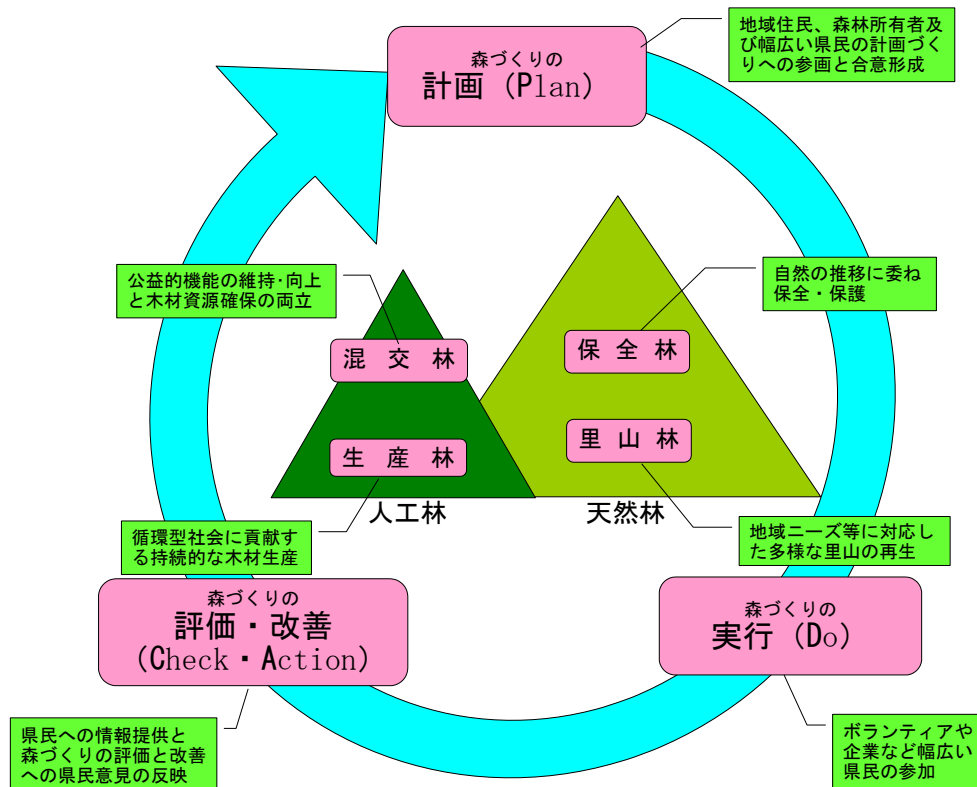 森づくりの
計画（Plan）
地域住民、森林所有者及
び幅広い県民の計画づく
りへの参画と合意形成
公益的機能の維持･向上
と木材資源確保の両立
自然の推移に委ね
保全・保護
混 交 林
保 全 林
生 産 林
里 山 林
人工林
天然林
循環型社会に貢献す
る持続的な木材生産
地域ニーズ等に対応し
た多様な里山の再生
森づくりの
評価・改善
（Check・Action）
森づくりの
実行（Do）
県民への情報提供と
森づくりの評価と改善
への県民意見の反映
ボランティアや
企業など幅広い
県民の参加